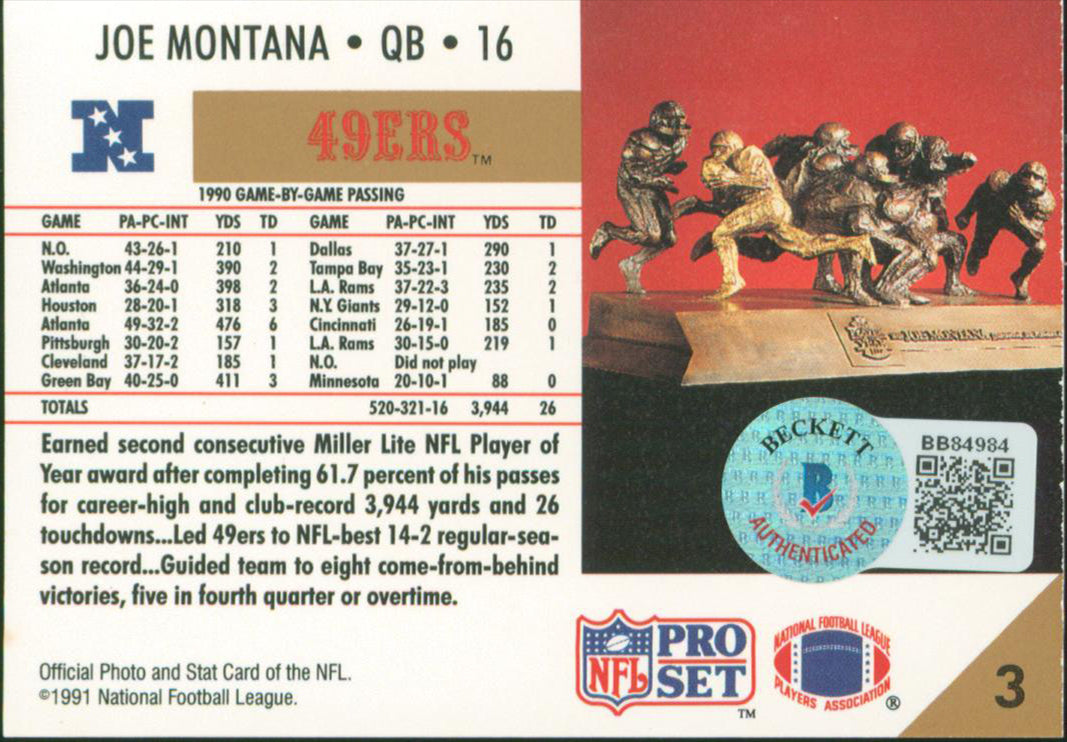 JOE MONTANA • QB • 16
49ERS™
1990 GAME-BY-GAME PASSING
GAME PA-PC-INT YDS TD GAME PA-PC-INT YDS TD
N.O. 43-26-1 210 1 Dallas 37-27-1 290 1
Washington 44-29-1 390 2 Tampa Bay 35-23-1 230 2
Atlanta 36-24-0 398 2 L.A. Rams 37-22-3 235 2
Houston 28-20-1 318 3 N.Y. Giants 29-12-0 152 1
Atlanta 49-32-2 476 6 Cincinnati 26-19-1 185 0
Pittsburgh 30-20-2 157 1 L.A. Rams 30-15-0 219 1
Cleveland 37-17-2 185 1 N.O. Did not play
Green Bay 40-25-0 411 3 Minnesota 20-10-1 88 0
TOTALS 520-321-16 3,944 26
Earned second consecutive Miller Lite NFL Player of
Year award after completing 61.7 percent of his passes
for career-high and club-record 3,944 yards and 26
touchdowns...Led 49ers to NFL-best 14-2 regular-sea-
son record...Guided team to eight come-from-behind
victories, five in fourth quarter or overtime.
Official Photo and Stat Card of the NFL.
©1991 National Football League.
N
JOE MONTANA
BECKETT
B
AUTHENTICATED
BB84984
NFL PRO SET™
NATIONAL FOOTBALL LEAGUE
PLAYERS ASSOCIATION®
3